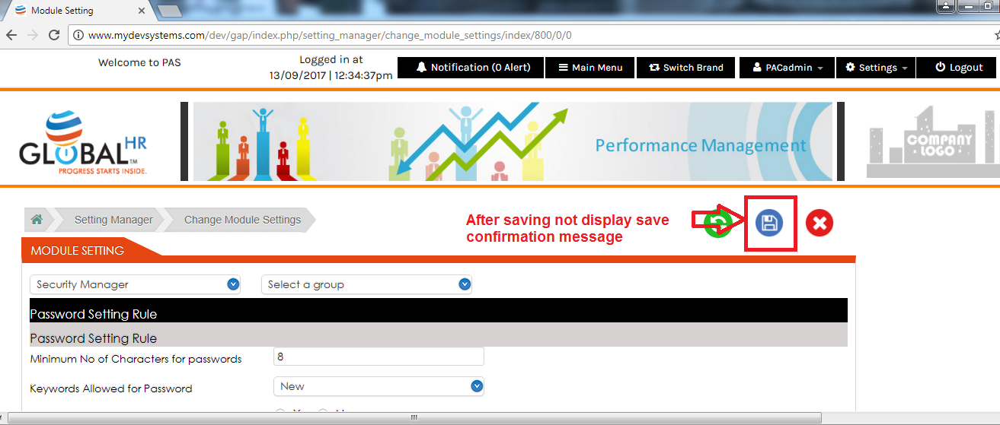 Module Setting
www.mydevsystems.com/dev/gap/index.php/setting_manager/change_module_settings/index/800/0/0
Welcome to PAS
Logged in at
13/09/2017 | 12:34:37pm
Notification (0 Alert)
Main Menu
Switch Brand
PACadmin
Settings
Logout
GLOBAL HR
TM
PROGRESS STARTS INSIDE.
Performance Management
COMPANY
LOGO
Setting Manager
Change Module Settings
After saving not display save
confirmation message
MODULE SETTING
Security Manager
Select a group
Password Setting Rule
Password Setting Rule
Minimum No of Characters for passwords
8
Keywords Allowed for Password
New